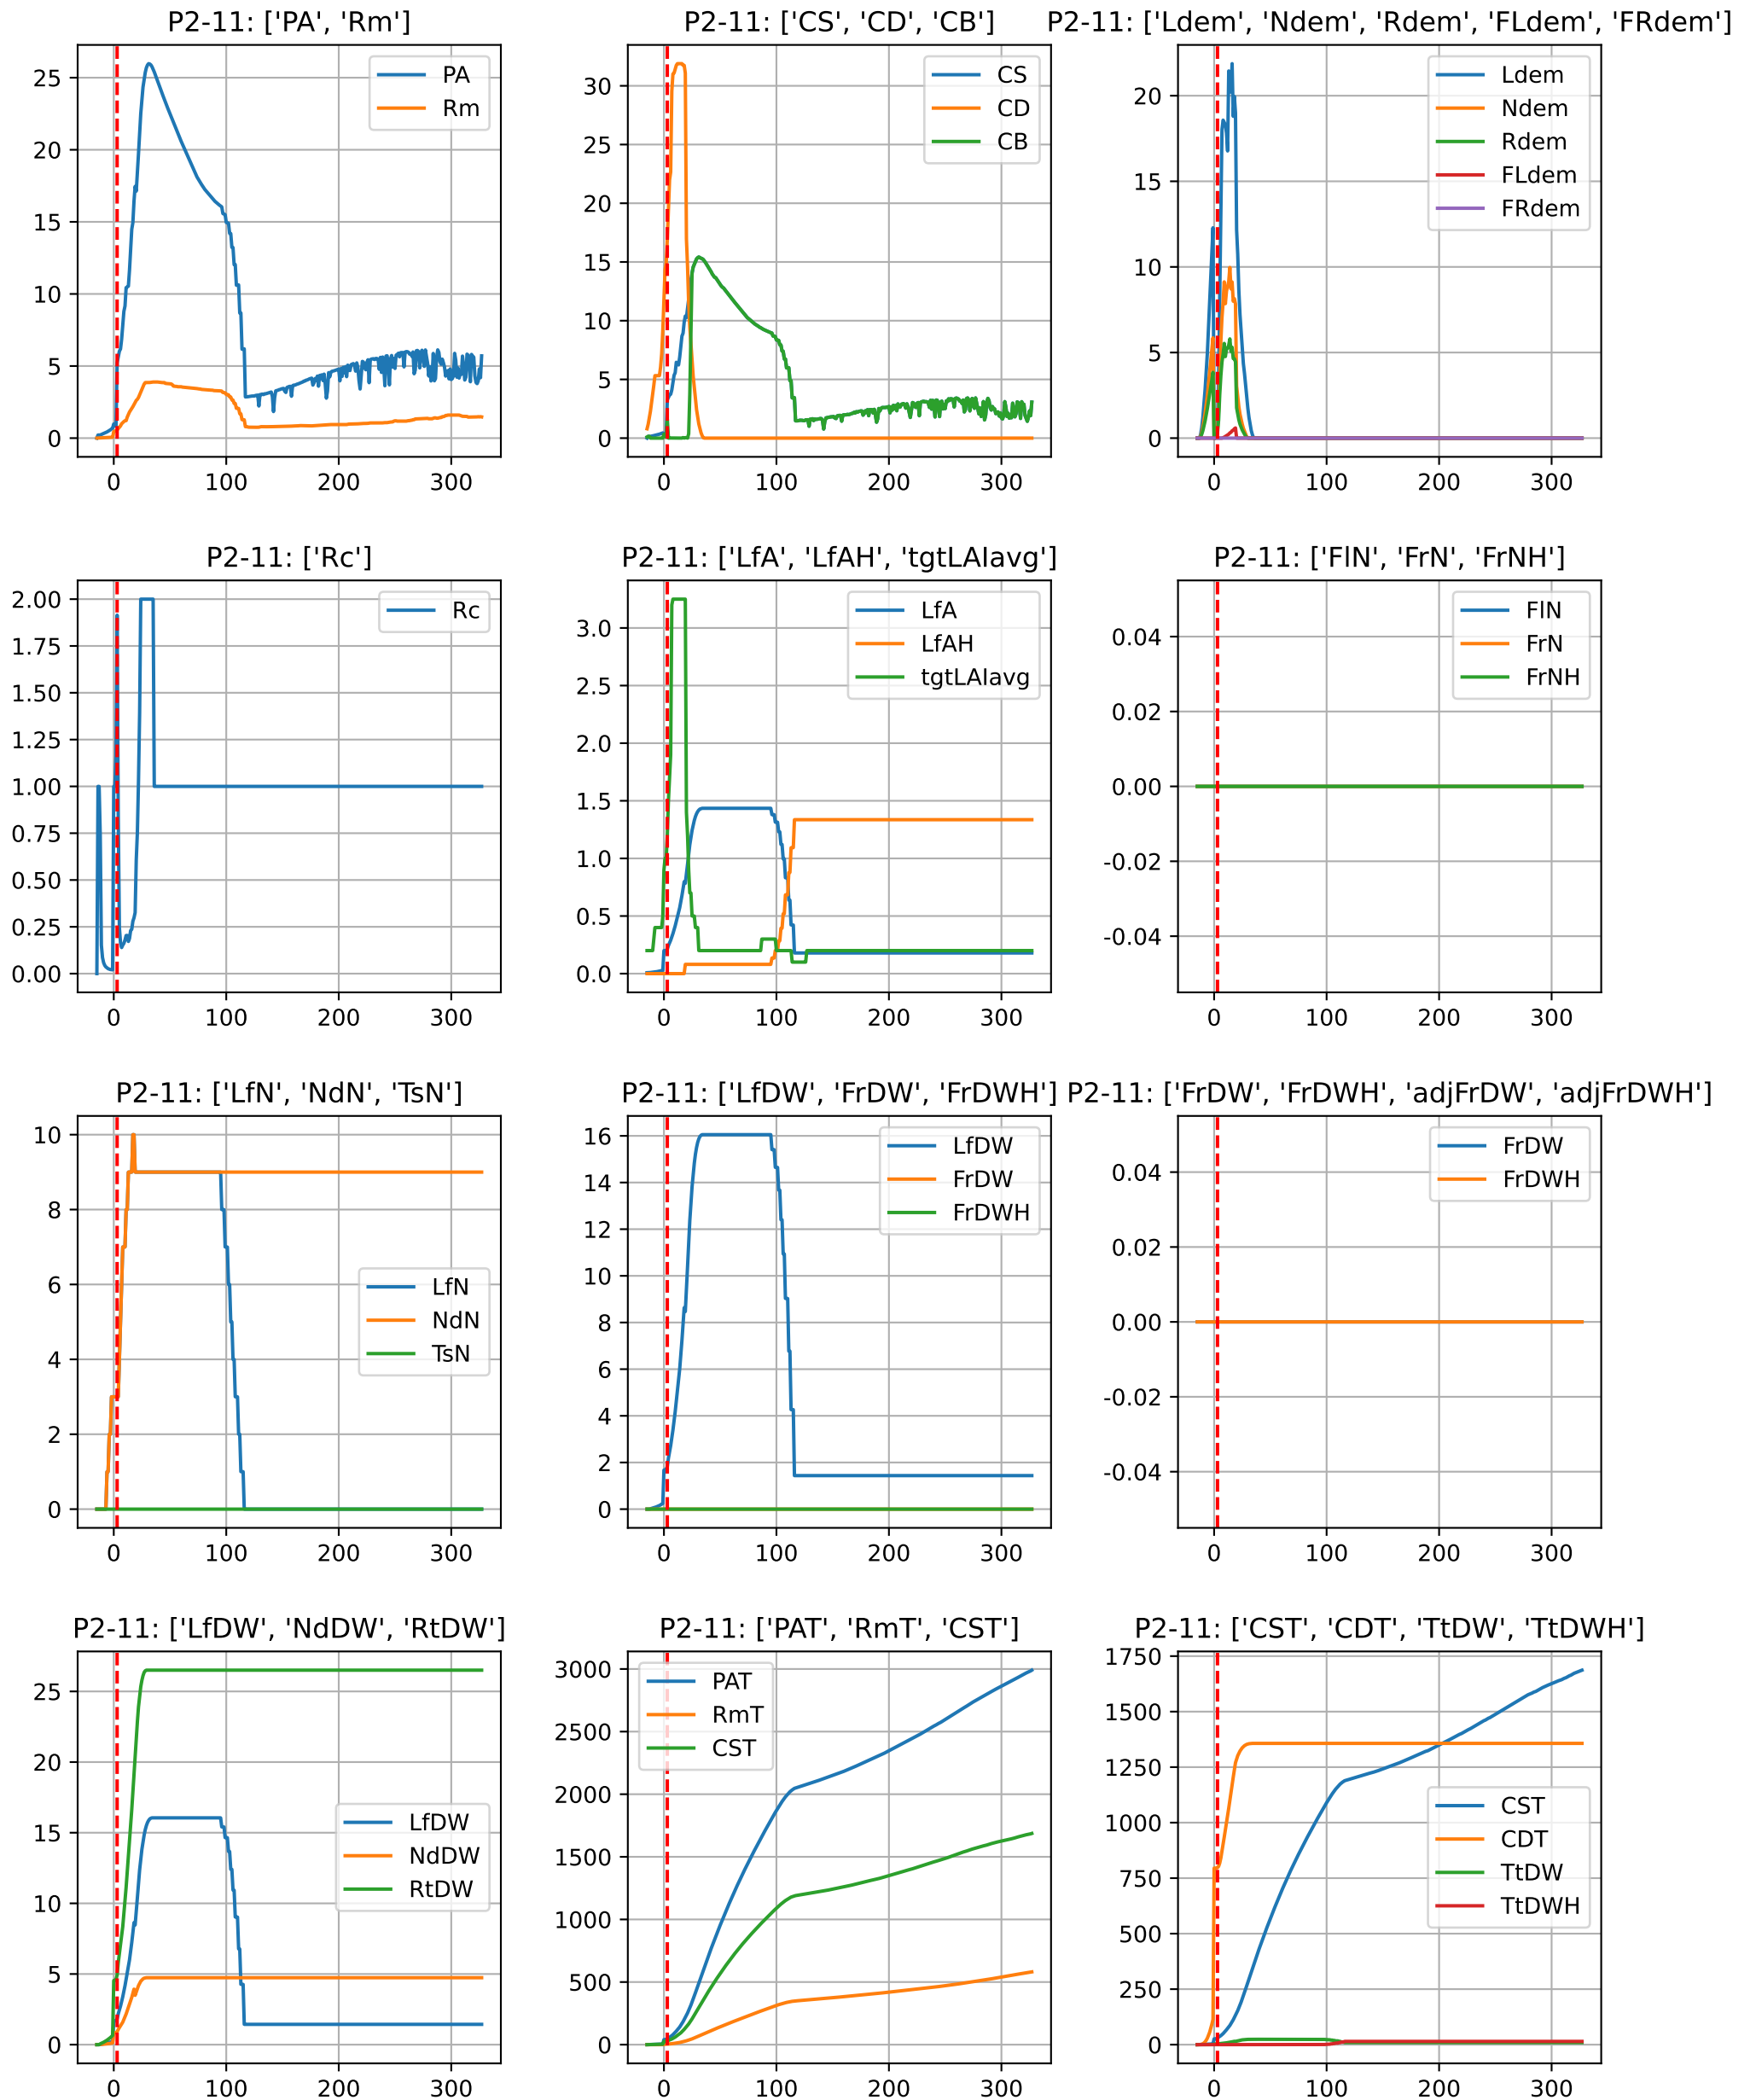 P2-11: ['PA', 'Rm']
25
20
15
10
5
0
0 100 200 300
PA
Rm
P2-11: ['CS', 'CD', 'CB']
30
25
20
15
10
5
0
0 100 200 300
CS
CD
CB
P2-11: ['Ldem', 'Ndem', 'Rdem', 'FLdem', 'FRdem']
20
15
10
5
0
0 100 200 300
Ldem
Ndem
Rdem
FLdem
FRdem
P2-11: ['Rc']
2.00
1.75
1.50
1.25
1.00
0.75
0.50
0.25
0.00
0 100 200 300
Rc
P2-11: ['LfA', 'LfAH', 'tgtLAIavg']
3.0
2.5
2.0
1.5
1.0
0.5
0.0
0 100 200 300
LfA
LfAH
tgtLAIavg
P2-11: ['FlN', 'FrN', 'FrNH']
0.04
0.02
0.00
-0.02
-0.04
0 100 200 300
FlN
FrN
FrNH
P2-11: ['LfN', 'NdN', 'TsN']
10
8
6
4
2
0
0 100 200 300
LfN
NdN
TsN
P2-11: ['LfDW', 'FrDW', 'FrDWH']
16
14
12
10
8
6
4
2
0
0 100 200 300
LfDW
FrDW
FrDWH
P2-11: ['FrDW', 'FrDWH', 'adjFrDW', 'adjFrDWH']
0.04
0.02
0.00
-0.02
-0.04
0 100 200 300
FrDW
FrDWH
P2-11: ['LfDW', 'NdDW', 'RtDW']
25
20
15
10
5
0
0 100 200 300
LfDW
NdDW
RtDW
P2-11: ['PAT', 'RmT', 'CST']
3000
2500
2000
1500
1000
500
0
0 100 200 300
PAT
RmT
CST
P2-11: ['CST', 'CDT', 'TtDW', 'TtDWH']
1750
1500
1250
1000
750
500
250
0
0 100 200 300
CST
CDT
TtDW
TtDWH